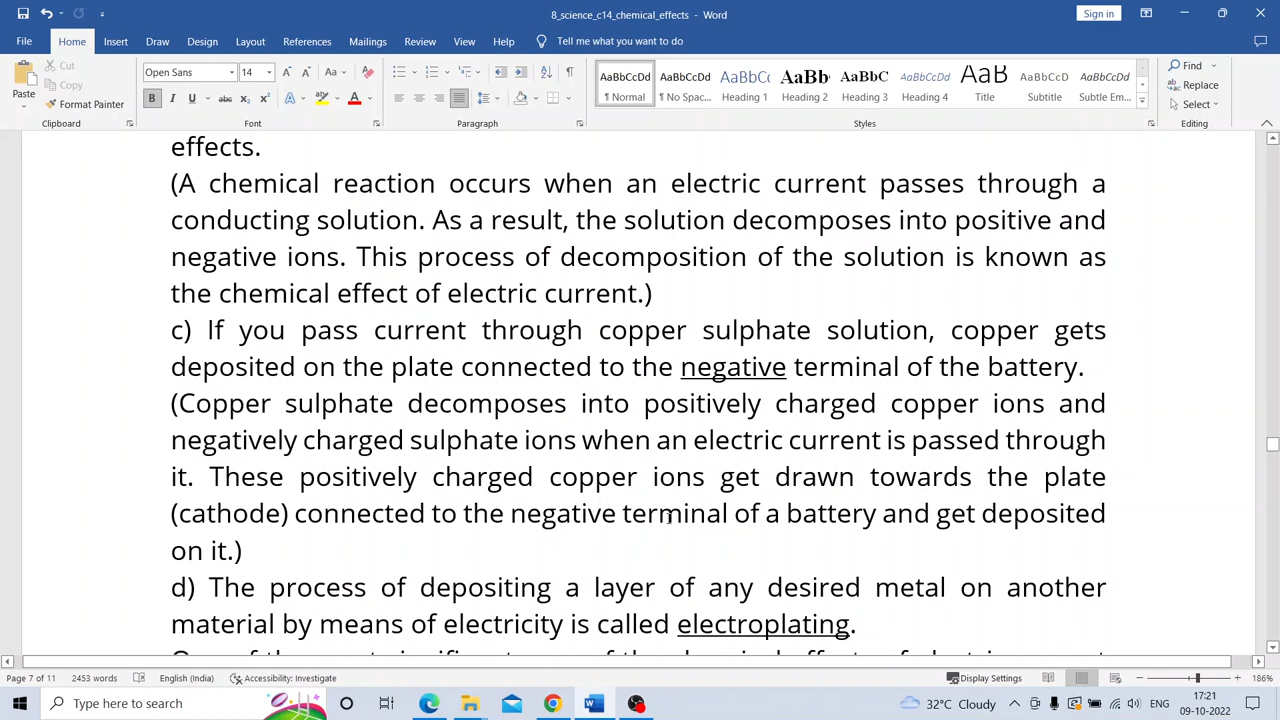 8_science_c14_chemical_effects - Word
Sign in
File Home Insert Draw Design Layout References Mailings Review View Help Tell me what you want to do
Paste
Cut
Copy
Format Painter
Clipboard
Open Sans 14
Font
Paragraph
AaBbCcDd AaBbCcDd AaBbCc AaBb AaBbC AaBbCcDd AaB AaBbCcDd AaBbCcDd
¶ Normal ¶ No Spac... Heading 1 Heading 2 Heading 3 Heading 4 Title Subtitle Subtle Em...
Styles
Find
Replace
Select
Editing
effects.
(A chemical reaction occurs when an electric current passes through a
conducting solution. As a result, the solution decomposes into positive and
negative ions. This process of decomposition of the solution is known as
the chemical effect of electric current.)
c) If you pass current through copper sulphate solution, copper gets
deposited on the plate connected to the negative terminal of the battery.
(Copper sulphate decomposes into positively charged copper ions and
negatively charged sulphate ions when an electric current is passed through
it. These positively charged copper ions get drawn towards the plate
(cathode) connected to the negative terminal of a battery and get deposited
on it.)
d) The process of depositing a layer of any desired metal on another
material by means of electricity is called electroplating.
Page 7 of 11 2453 words English (India) Accessibility: Investigate Display Settings 186%
Type here to search
32°C Cloudy ENG 17:21
09-10-2022